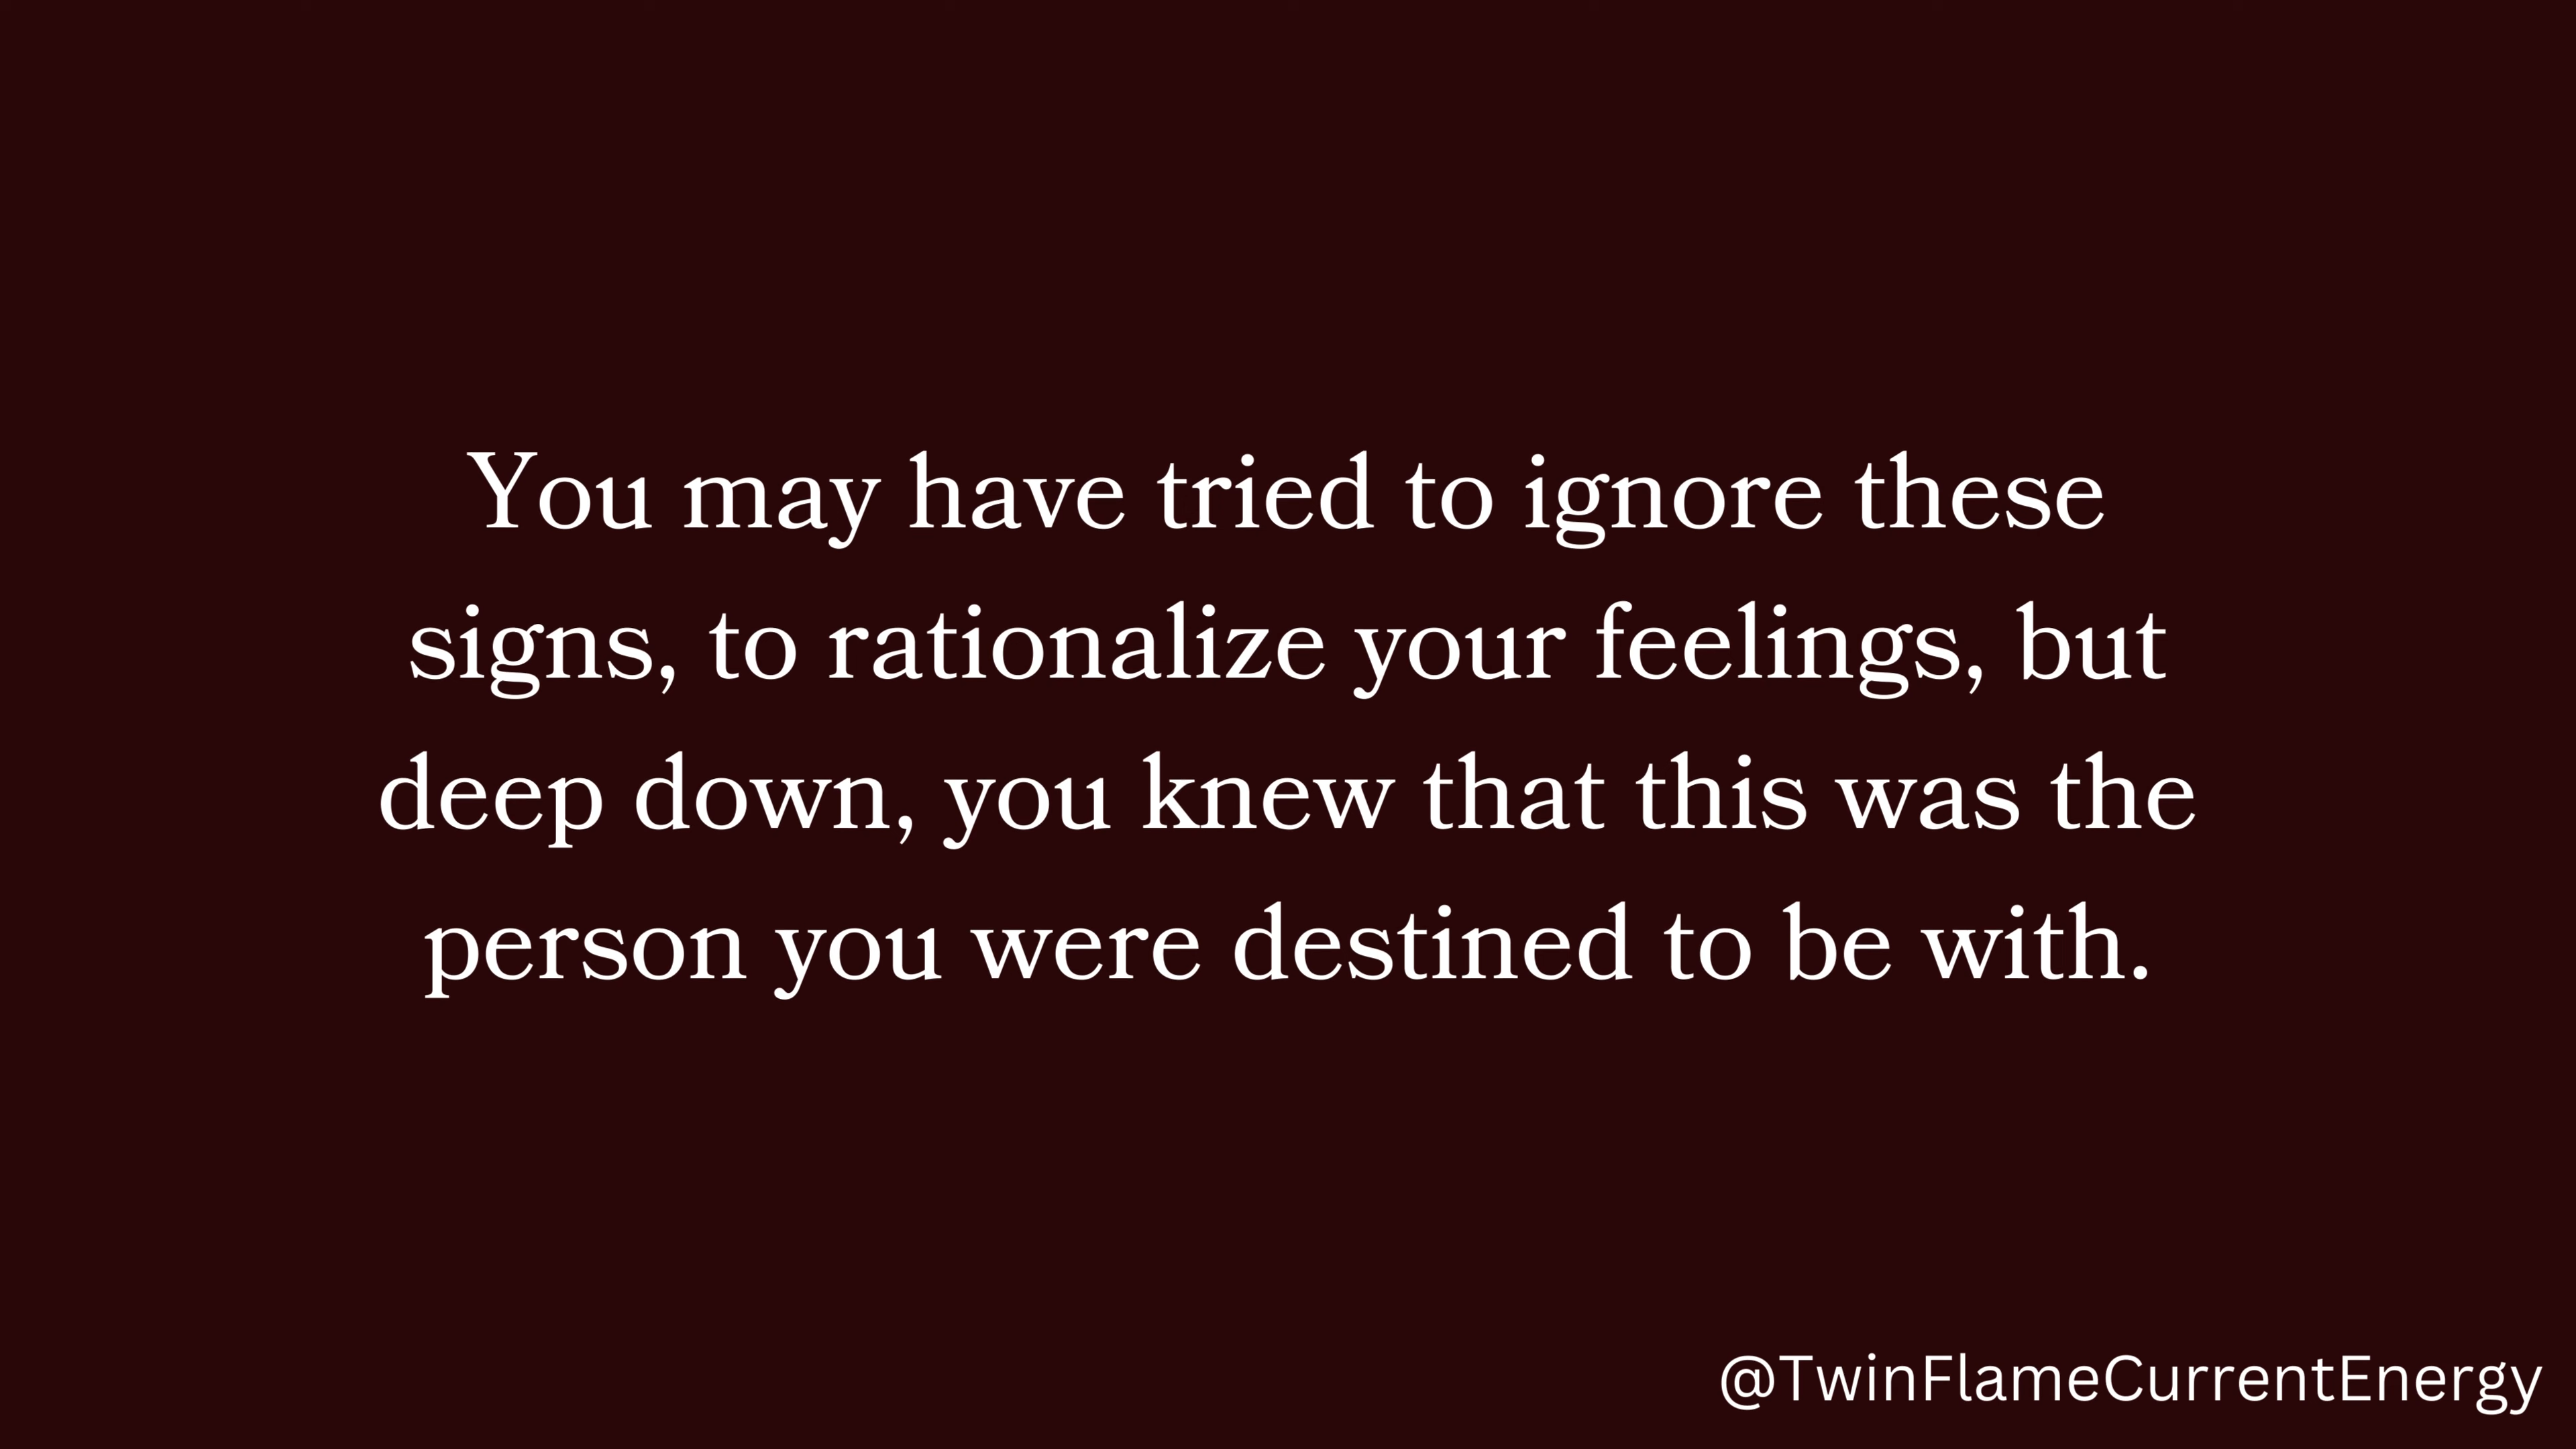 You may have tried to ignore these
signs, to rationalize your feelings, but
deep down, you knew that this was the
person you were destined to be with.
@TwinFlameCurrentEnergy